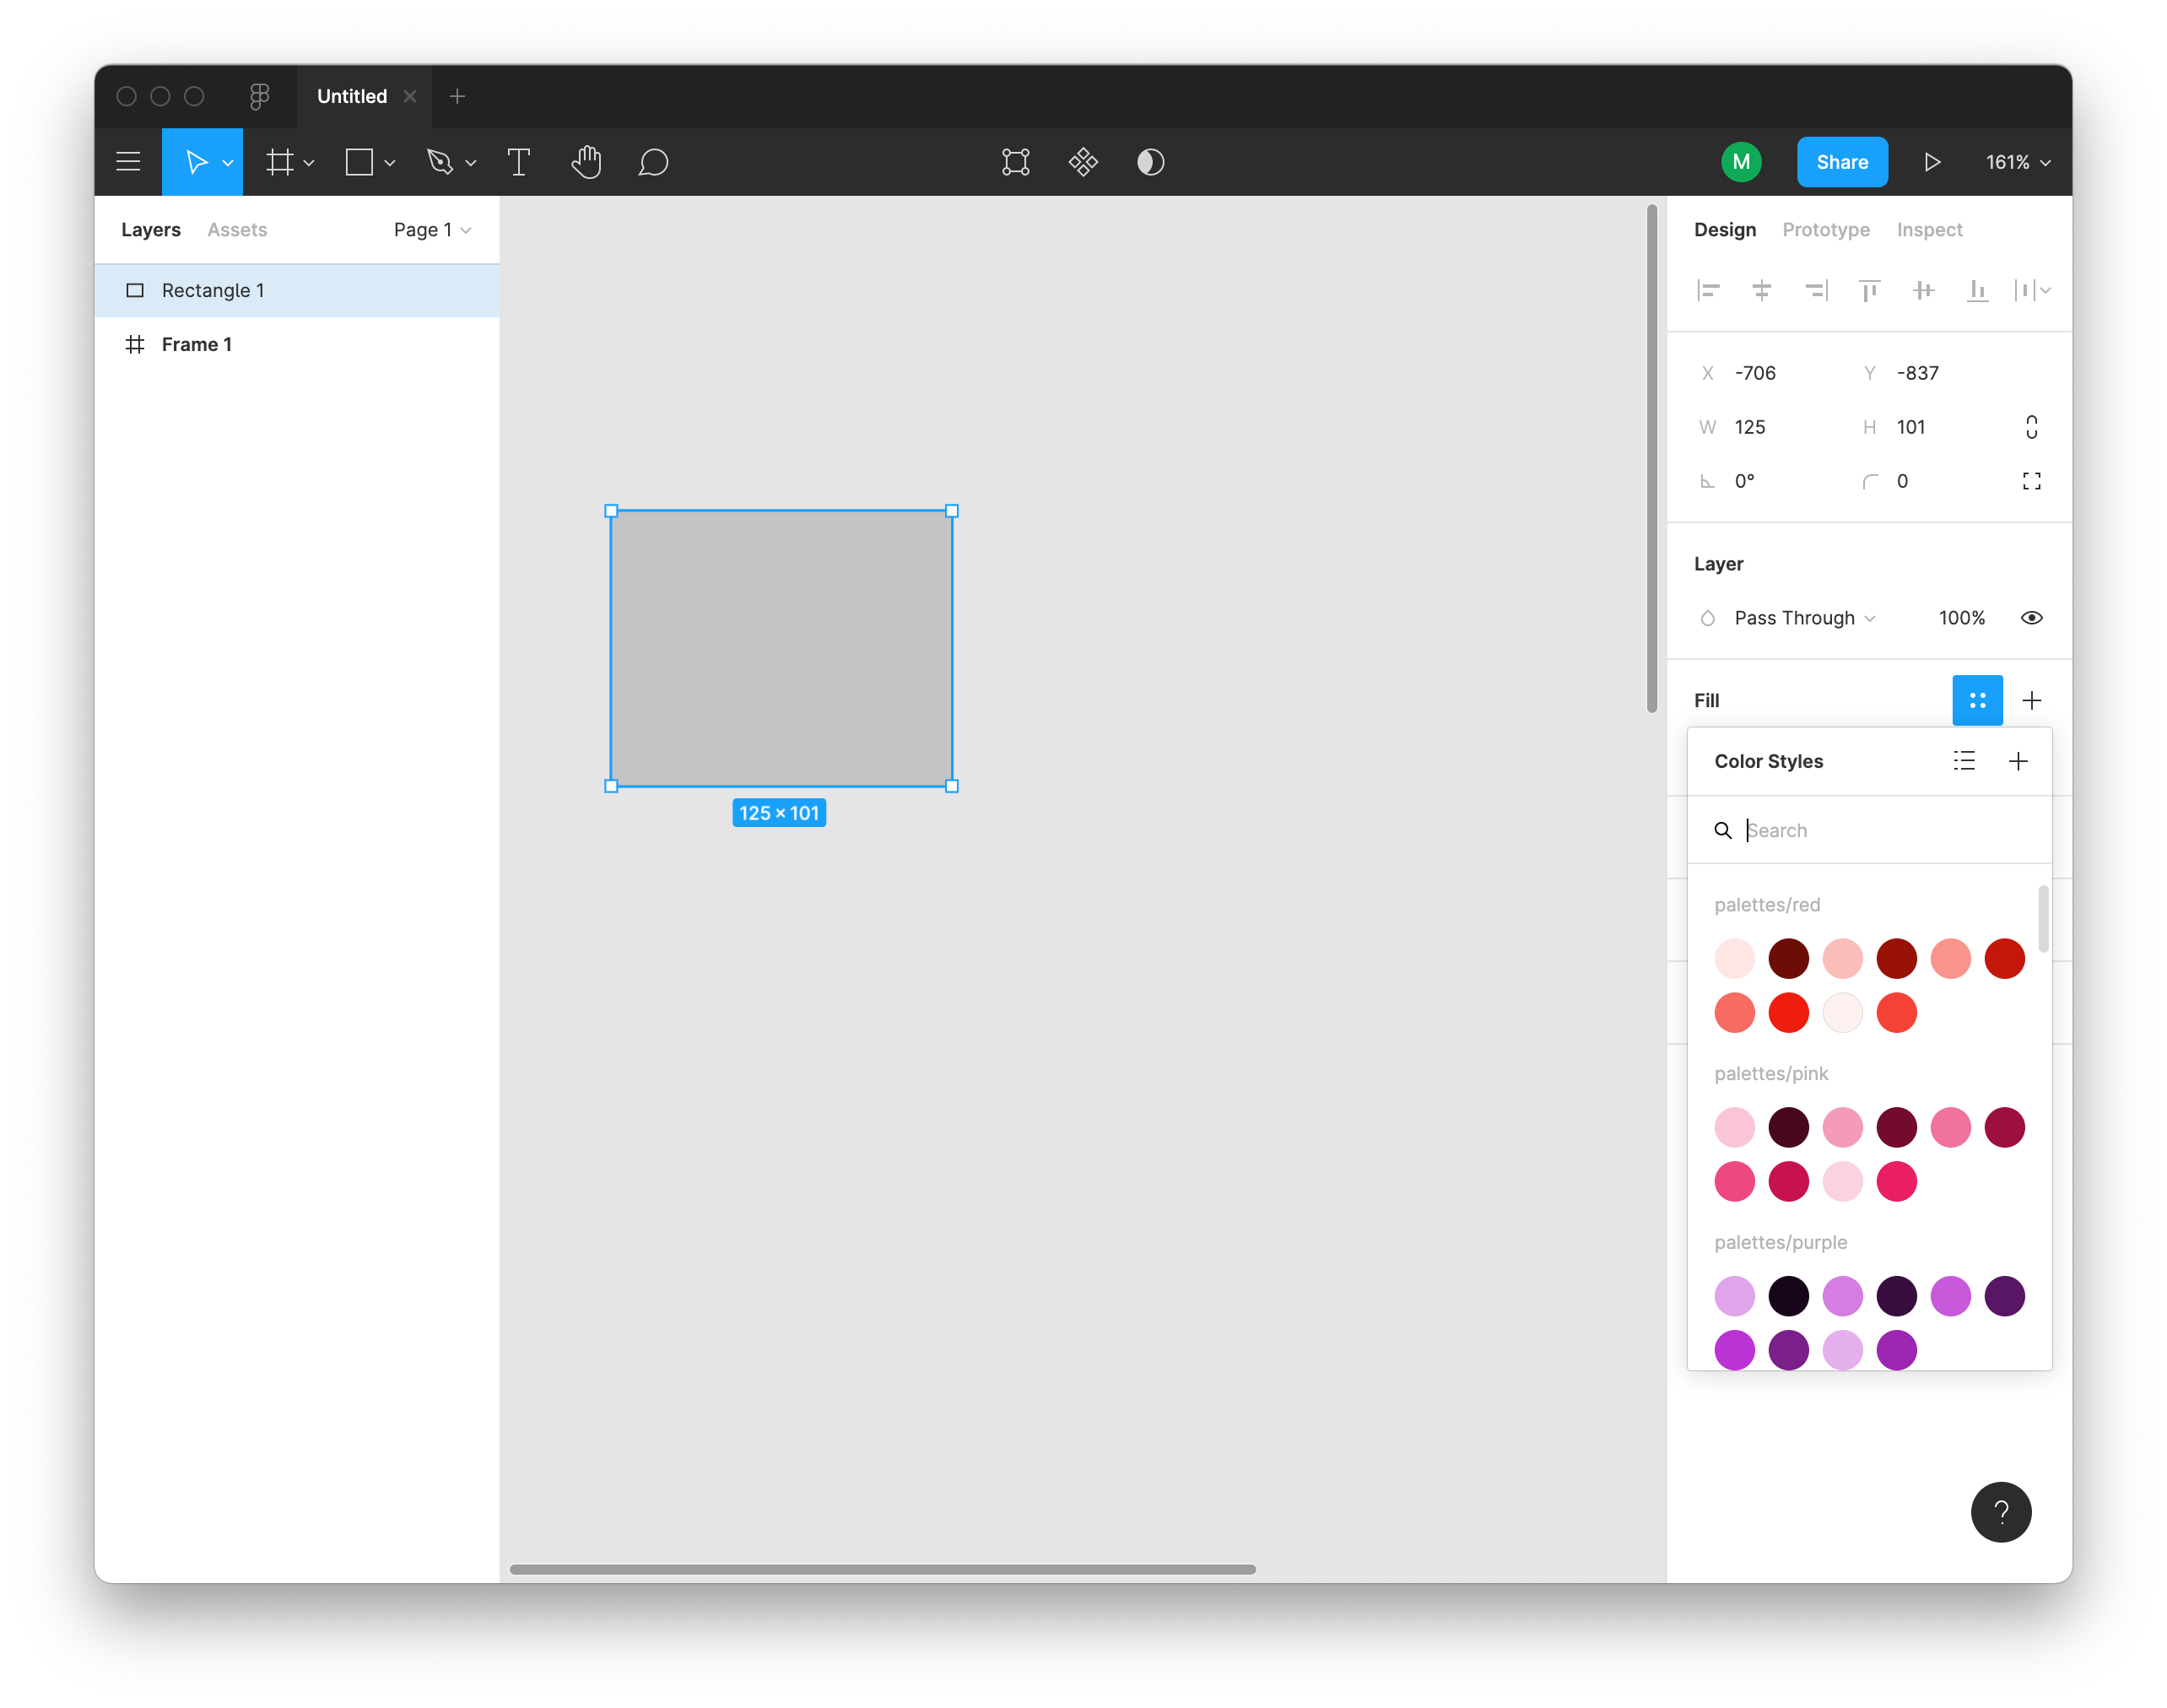 Untitled
M
Share
161%
Layers
Assets
Page 1
Rectangle 1
Frame 1
125 × 101
Design
Prototype
Inspect
X -706
Y -837
W 125
H 101
0°
0
Layer
Pass Through
100%
Fill
Color Styles
Search
palettes/red
palettes/pink
palettes/purple
?